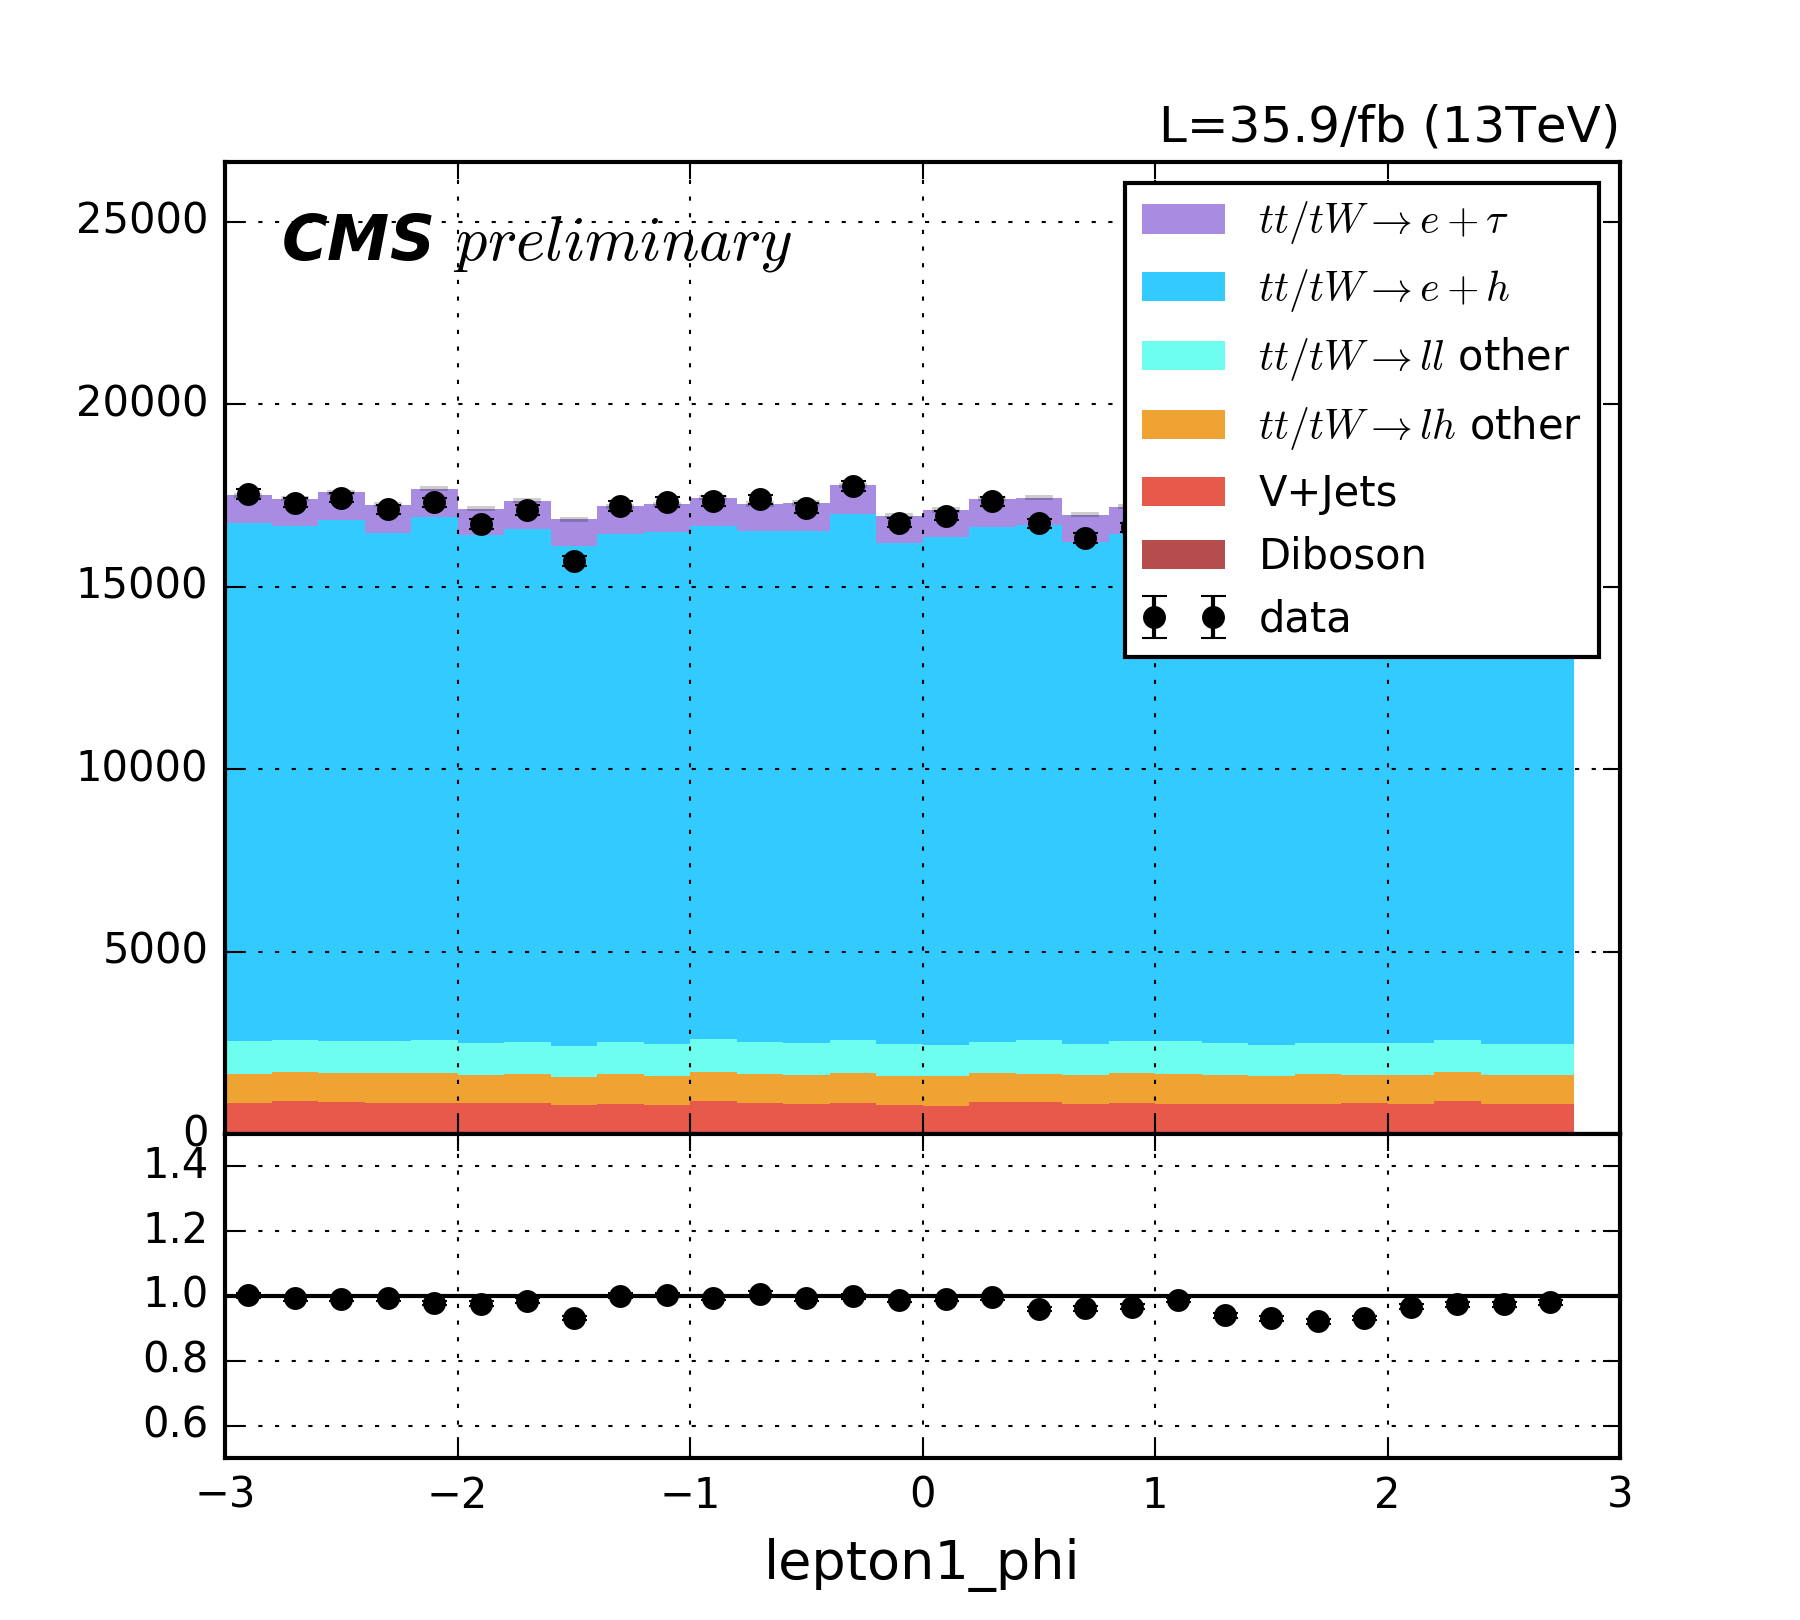 L=35.9/fb (13TeV)
CMS preliminary
25000
20000
15000
10000
5000
0
tt/tW→e+τ
tt/tW→e+h
tt/tW→ll other
tt/tW→lh other
V+Jets
Diboson
data
1.4
1.2
1.0
0.8
0.6
−3 −2 −1 0 1 2 3
lepton1_phi